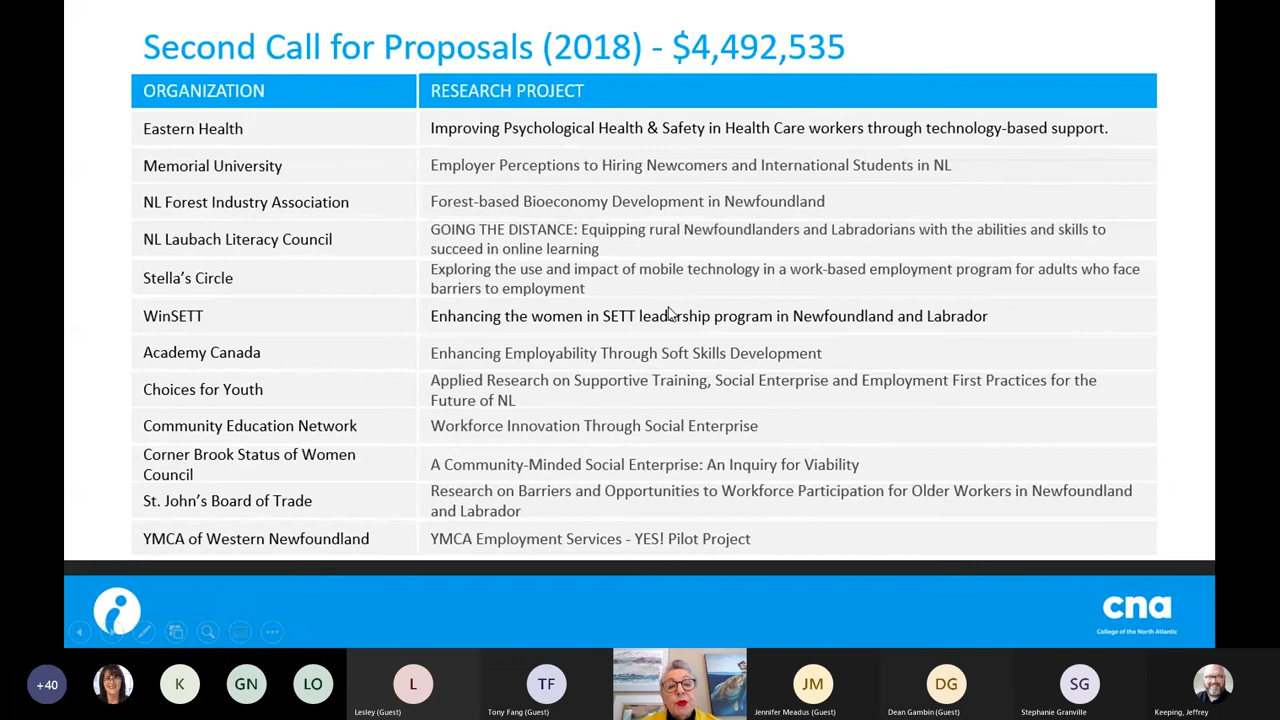 Second Call for Proposals (2018) - $4,492,535
ORGANIZATION RESEARCH PROJECT
Eastern Health Improving Psychological Health & Safety in Health Care workers through technology-based support.
Memorial University Employer Perceptions to Hiring Newcomers and International Students in NL
NL Forest Industry Association Forest-based Bioeconomy Development in Newfoundland
NL Laubach Literacy Council GOING THE DISTANCE: Equipping rural Newfoundlanders and Labradorians with the abilities and skills to
succeed in online learning
Stella's Circle Exploring the use and impact of mobile technology in a work-based employment program for adults who face
barriers to employment
WinSETT Enhancing the women in SETT leadership program in Newfoundland and Labrador
Academy Canada Enhancing Employability Through Soft Skills Development
Choices for Youth Applied Research on Supportive Training, Social Enterprise and Employment First Practices for the
Future of NL
Community Education Network Workforce Innovation Through Social Enterprise
Corner Brook Status of Women
Council A Community-Minded Social Enterprise: An Inquiry for Viability
St. John's Board of Trade Research on Barriers and Opportunities to Workforce Participation for Older Workers in Newfoundland
and Labrador
YMCA of Western Newfoundland YMCA Employment Services - YES! Pilot Project
i
cna
College of the North Atlantic
+40 K GN LO L TF JM DG SG
Lesley (Guest) Tony Fang (Guest) Jennifer Meadus (Guest) Dean Gambin (Guest) Stephanie Granville Keeping, Jeffrey